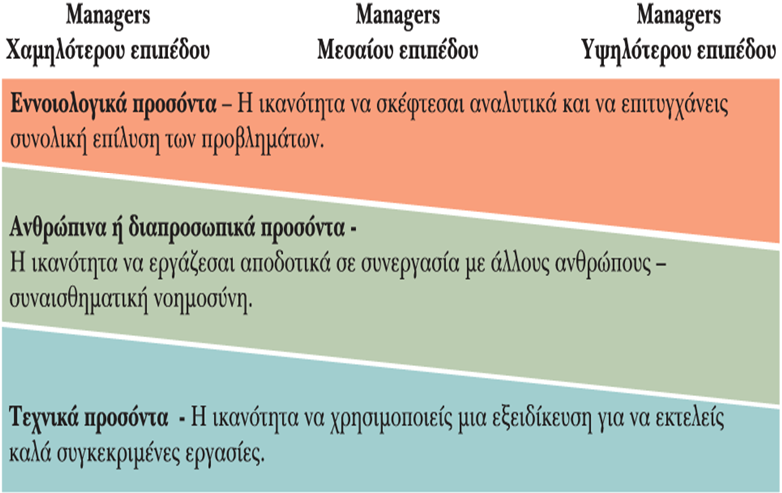 Managers
Χαμηλότερου επιπέδου
Managers
Μεσαίου επιπέδου
Managers
Υψηλότερου επιπέδου
Εννοιολογικά προσόντα – Η ικανότητα να σκέφτεσαι αναλυτικά και να επιτυγχάνεις
συνολική επίλυση των προβλημάτων.
Ανθρώπινα ή διαπροσωπικά προσόντα -
Η ικανότητα να εργάζεσαι αποδοτικά σε συνεργασία με άλλους ανθρώπους –
συναισθηματική νοημοσύνη.
Τεχνικά προσόντα - Η ικανότητα να χρησιμοποιείς μια εξειδίκευση για να εκτελείς
καλά συγκεκριμένες εργασίες.